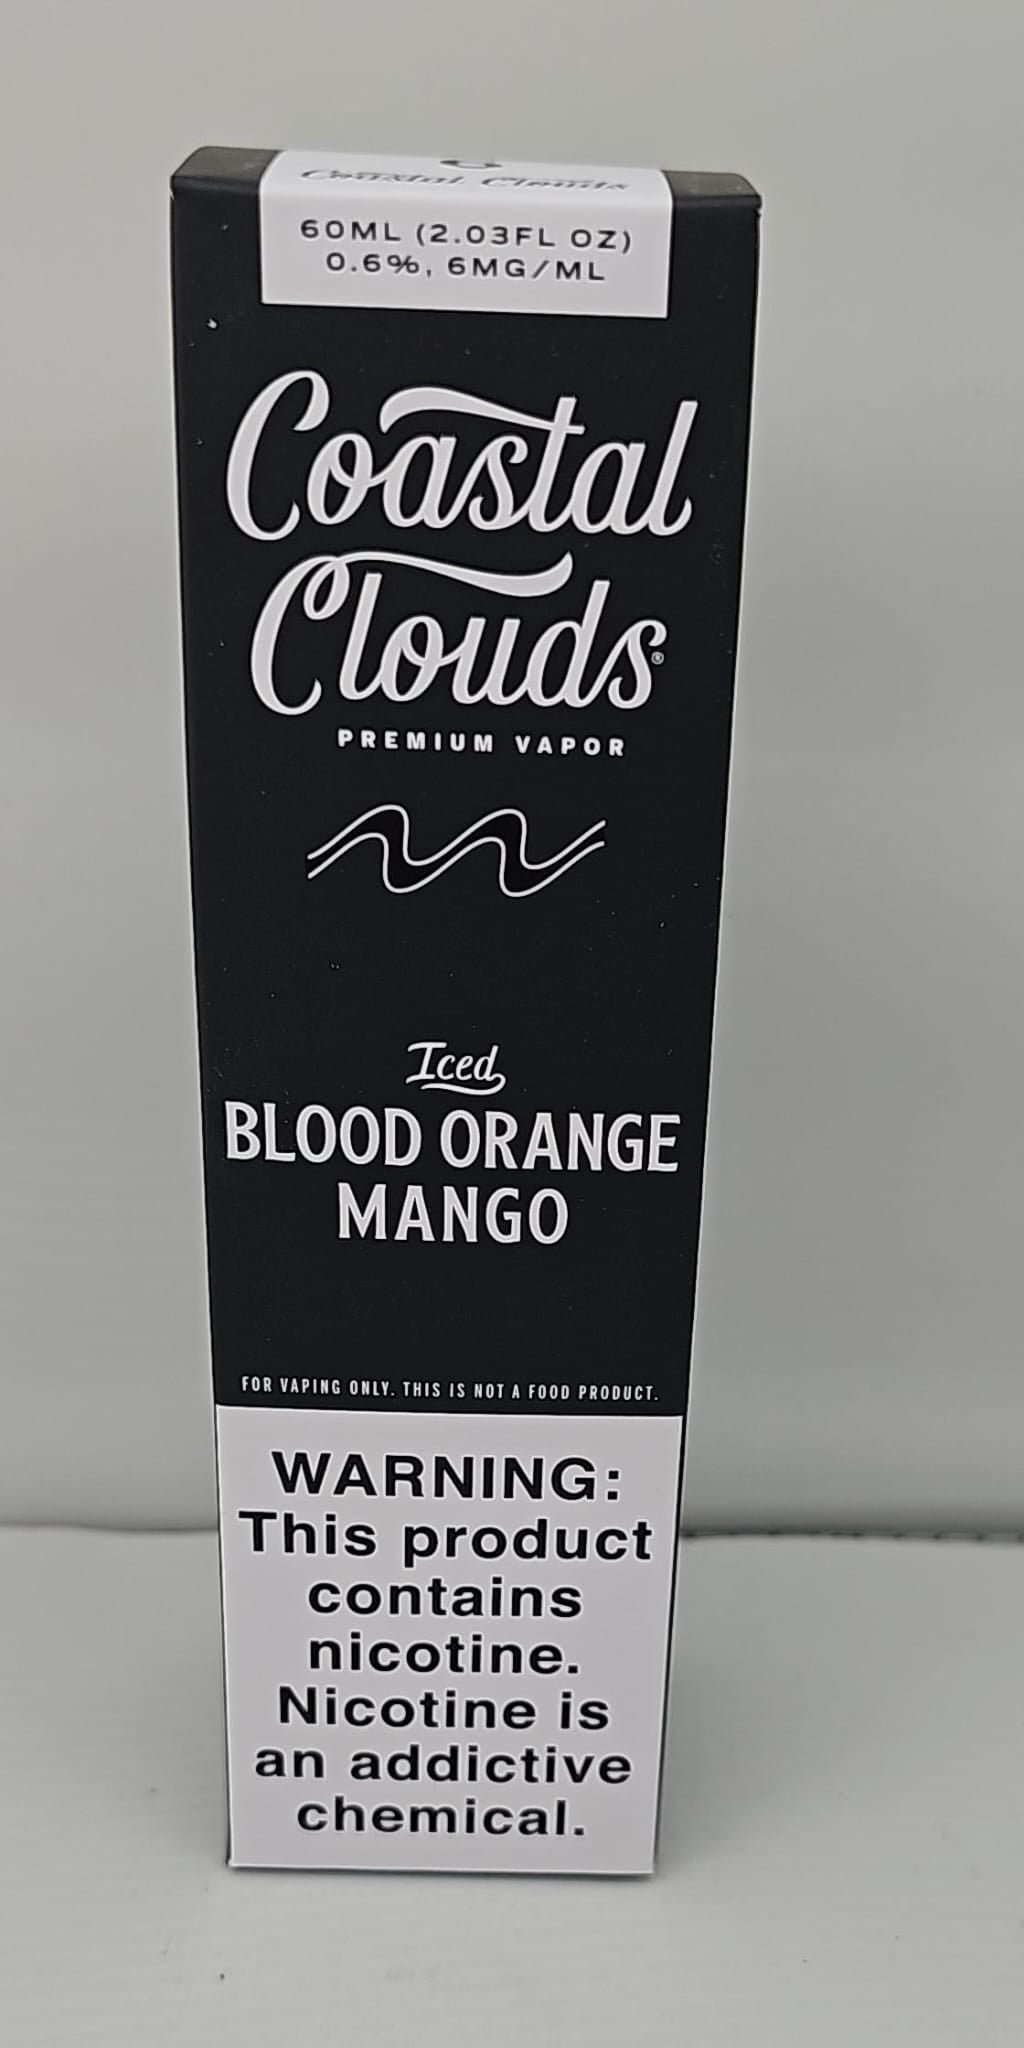 Coastal Clouds
60ML (2.03FL OZ)
0.6%, 6MG/ML
Coastal
Clouds®
PREMIUM VAPOR
Iced
BLOOD ORANGE
MANGO
FOR VAPING ONLY. THIS IS NOT A FOOD PRODUCT.
WARNING:
This product
contains
nicotine.
Nicotine is
an addictive
chemical.